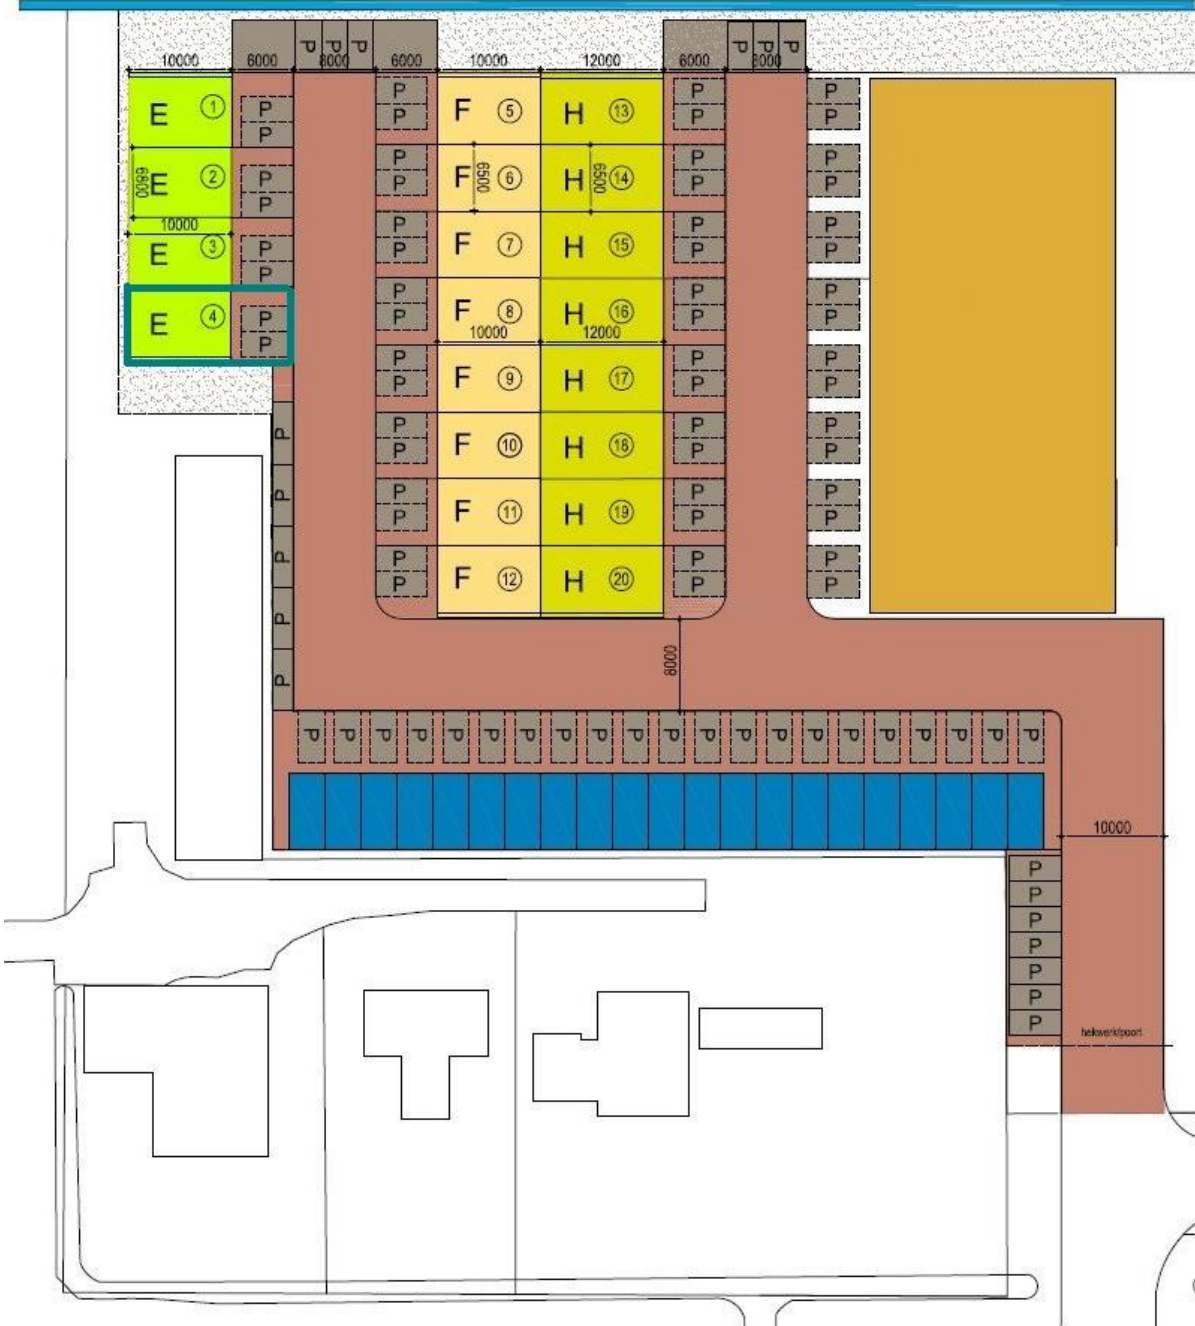 P P P P P P
10000 6000 8000 6000 10000 12000 6000 8000
E 1 P P P P F 5 H 13 P P P P
E 2 6800 P P P P F 6 6500 H 14 6500 P P P P
10000
E 3 P P P P F 7 H 15 P P P P
E 4 P P P P F 8 H 16 P P P P
10000 12000
P P F 9 H 17 P P P P
P P P F 10 H 18 P P P P
P P P F 11 H 19 P P P P
P P P F 12 H 20 P P P P
P
P 8000
P P P P P P P P P P P P P P P P P P P P P
10000
P
P
P
P
P
P
P hekwerk/poort